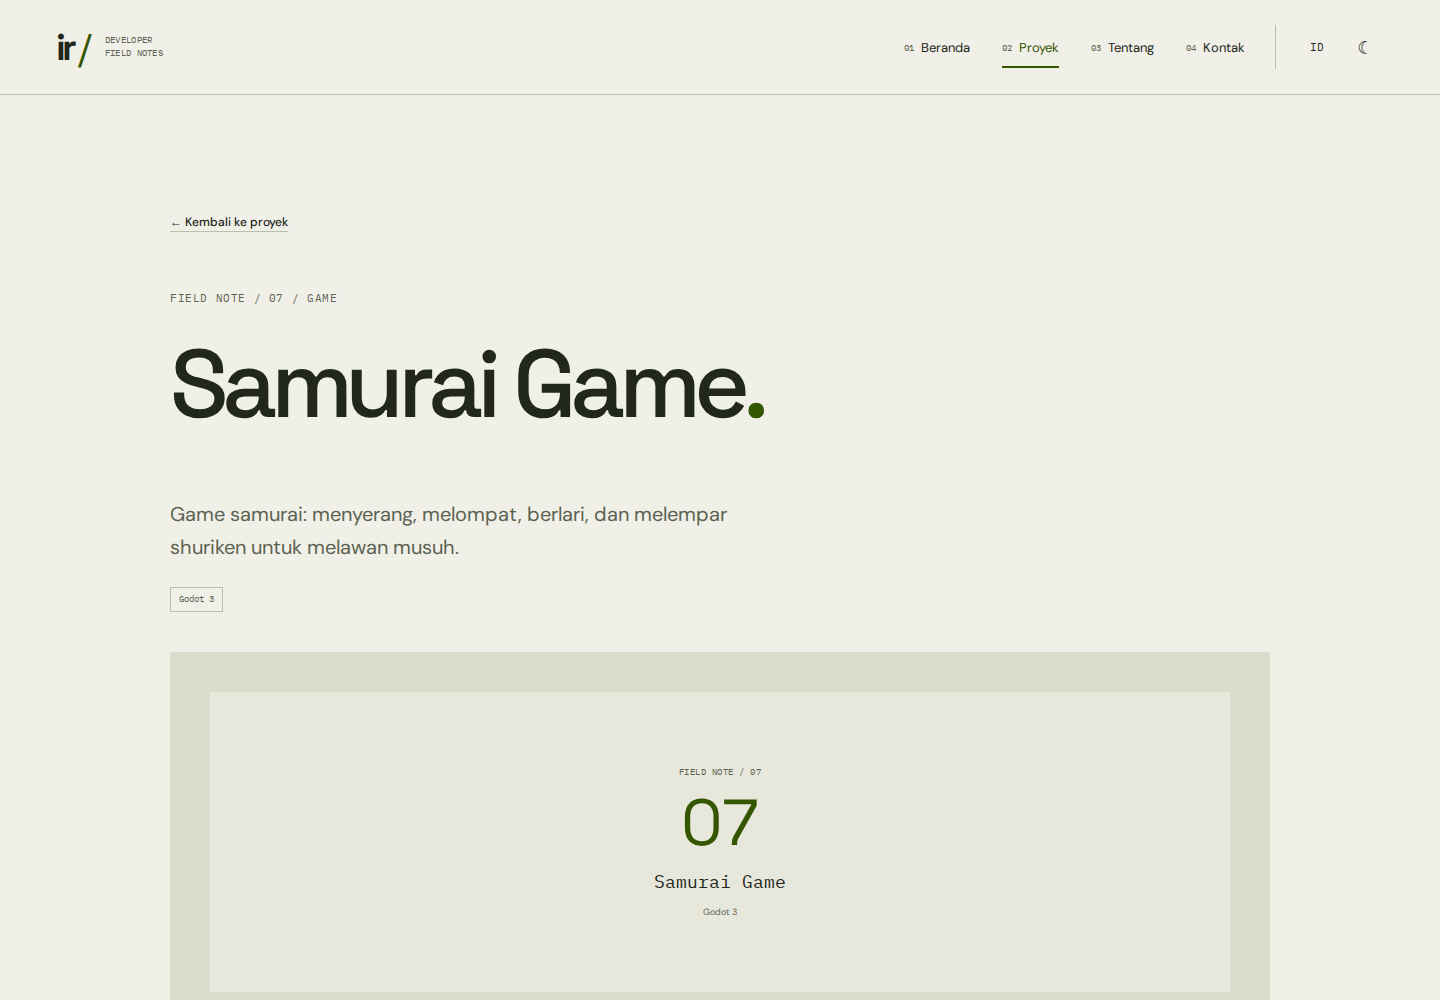 ir/
DEVELOPER
FIELD NOTES
01 Beranda
02 Proyek
03 Tentang
04 Kontak
ID
← Kembali ke proyek
FIELD NOTE / 07 / GAME
Samurai Game.
Game samurai: menyerang, melompat, berlari, dan melempar
shuriken untuk melawan musuh.
Godot 3
FIELD NOTE / 07
07
Samurai Game
Godot 3